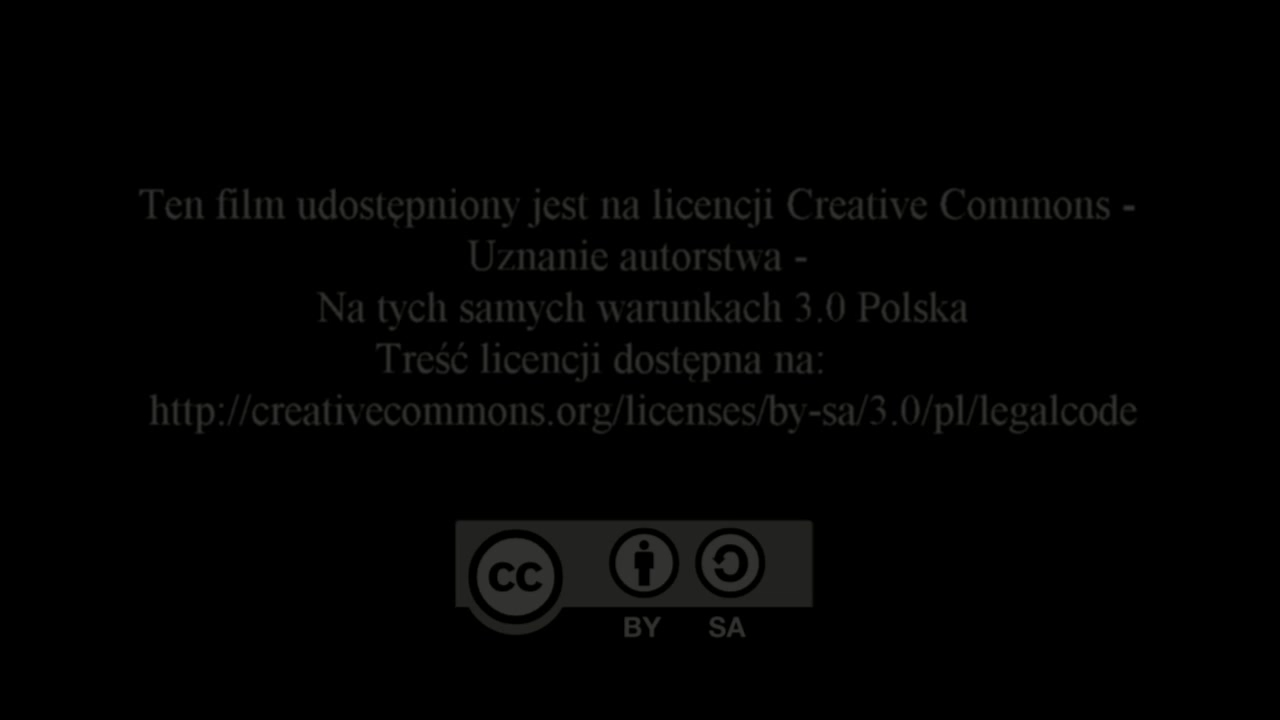 Ten film udostępniony jest na licencji Creative Commons -
Uznanie autorstwa -
Na tych samych warunkach 3.0 Polska
Treść licencji dostępna na:
http://creativecommons.org/licenses/by-sa/3.0/pl/legalcode
cc
BY SA